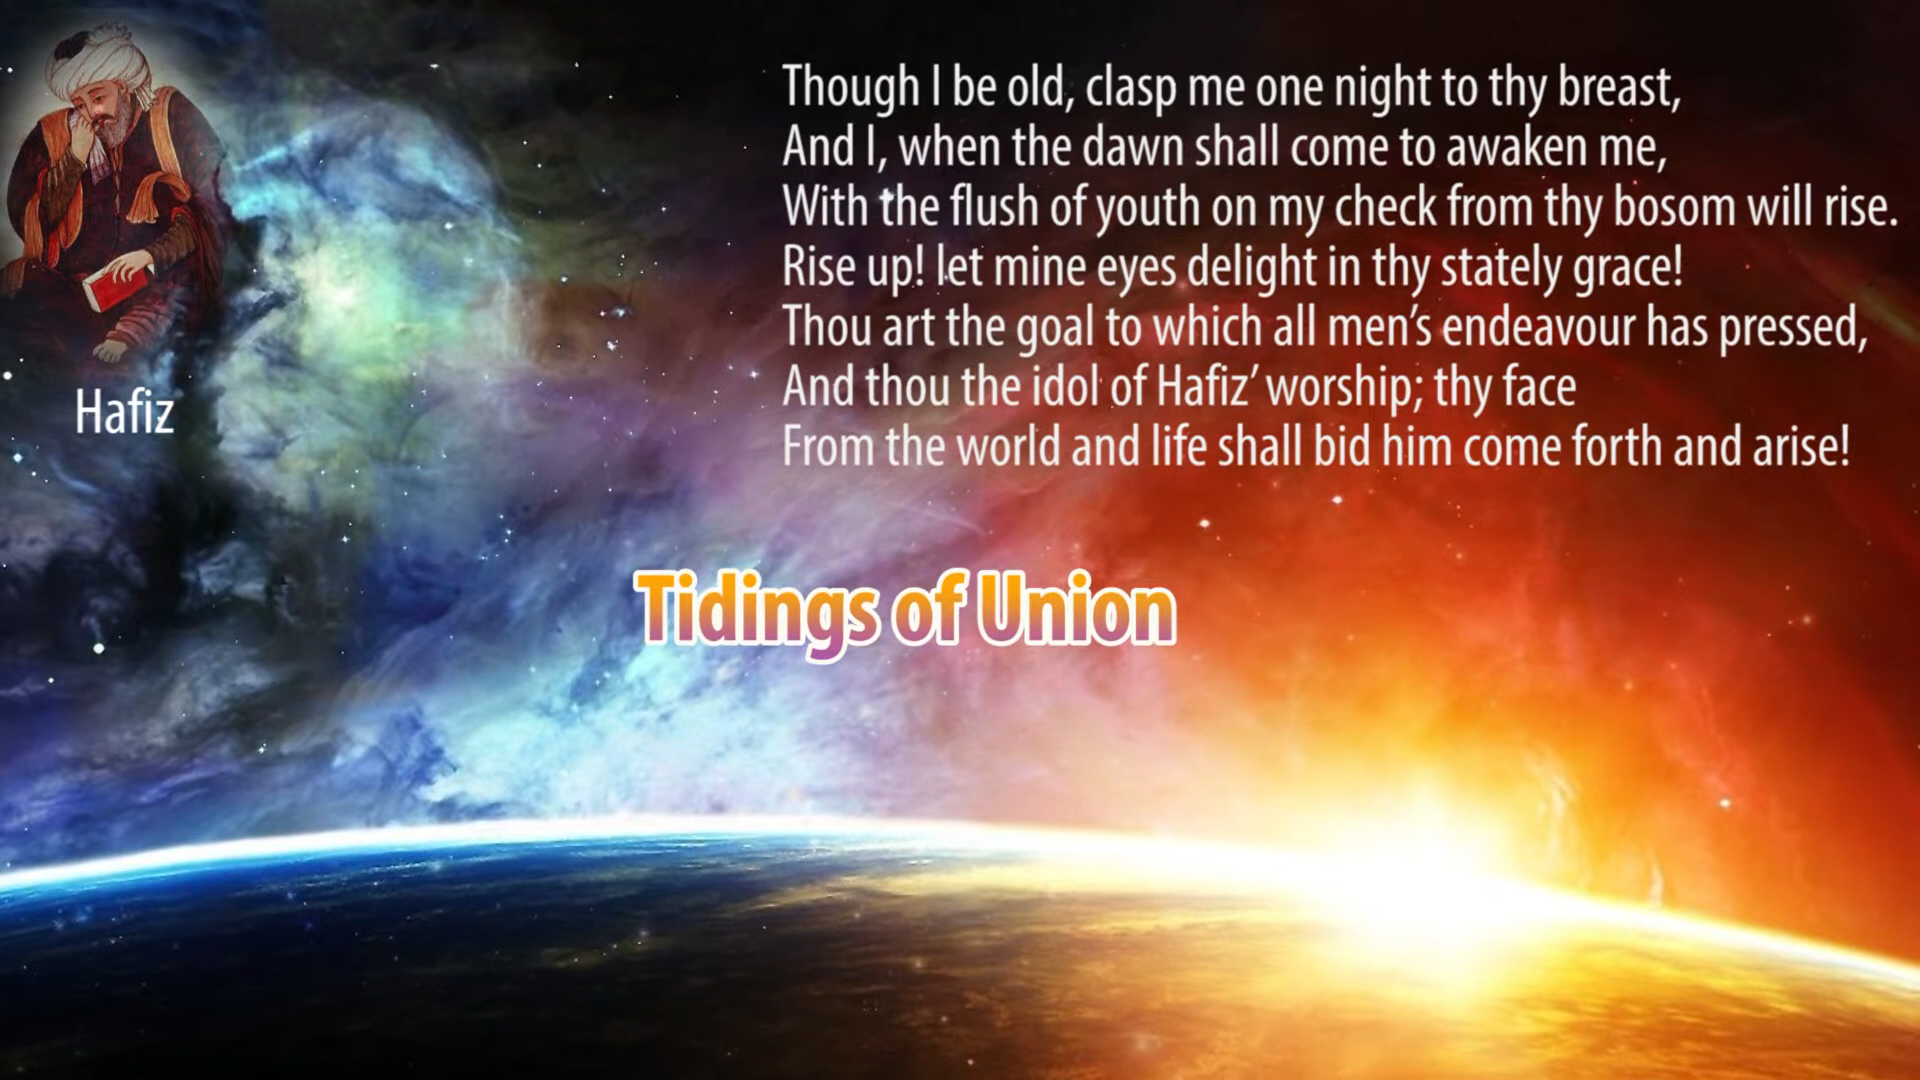 Though I be old, clasp me one night to thy breast,
And I, when the dawn shall come to awaken me,
With the flush of youth on my check from thy bosom will rise.
Rise up! let mine eyes delight in thy stately grace!
Thou art the goal to which all men's endeavour has pressed,
And thou the idol of Hafiz’ worship; thy face
From the world and life shall bid him come forth and arise!
Hafiz
Tidings of Union